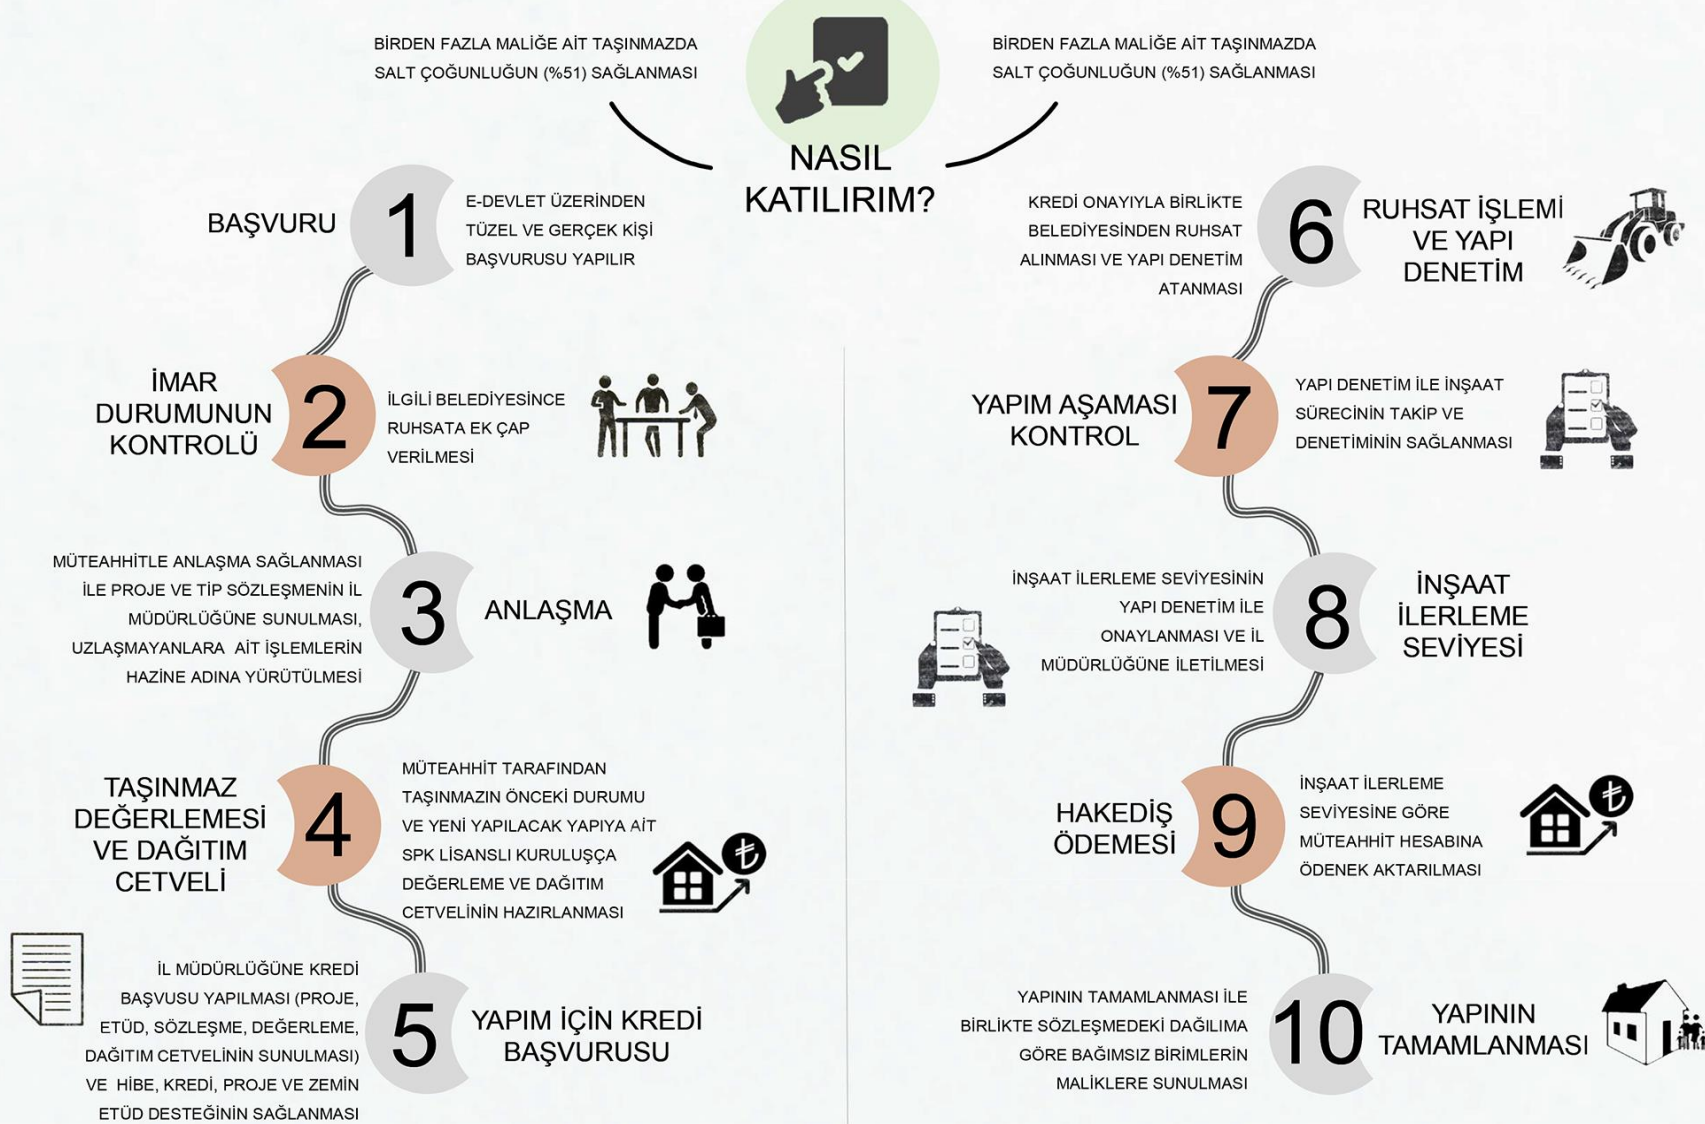 BİRDEN FAZLA MALİĞE AİT TAŞINMAZDA
SALT ÇOĞUNLUĞUN (%51) SAĞLANMASI
BİRDEN FAZLA MALİĞE AİT TAŞINMAZDA
SALT ÇOĞUNLUĞUN (%51) SAĞLANMASI
NASIL
KATILIRIM?
BAŞVURU
1
E-DEVLET ÜZERİNDEN
TÜZEL VE GERÇEK KİŞİ
BAŞVURUSU YAPILIR
İMAR
DURUMUNUN
KONTROLÜ
2
İLGİLİ BELEDİYESİNCE
RUHSATA EK ÇAP
VERİLMESİ
MÜTEAHHİTLE ANLAŞMA SAĞLANMASI
İLE PROJE VE TİP SÖZLEŞMENİN İL
MÜDÜRLÜĞÜNE SUNULMASI,
UZLAŞMAYANLARA AİT İŞLEMLERİN
HAZİNE ADINA YÜRÜTÜLMESİ
3
ANLAŞMA
TAŞINMAZ
DEĞERLEMESİ
VE DAĞITIM
CETVELİ
4
MÜTEAHHİT TARAFINDAN
TAŞINMAZIN ÖNCEKİ DURUMU
VE YENİ YAPILACAK YAPIYA AİT
SPK LİSANSLI KURULUŞÇA
DEĞERLEME VE DAĞITIM
CETVELİNİN HAZIRLANMASI
İL MÜDÜRLÜĞÜNE KREDİ
BAŞVUSU YAPILMASI (PROJE,
ETÜD, SÖZLEŞME, DEĞERLEME,
DAĞITIM CETVELİNİN SUNULMASI)
VE HİBE, KREDİ, PROJE VE ZEMİN
ETÜD DESTEĞİNİN SAĞLANMASI
5
YAPIM İÇİN KREDİ
BAŞVURUSU
KREDİ ONAYIYLA BİRLİKTE
BELEDİYESİNDEN RUHSAT
ALINMASI VE YAPI DENETİM
ATANMASI
6
RUHSAT İŞLEMİ
VE YAPI
DENETİM
YAPIM AŞAMASI
KONTROL
7
YAPI DENETİM İLE İNŞAAT
SÜRECİNİN TAKİP VE
DENETİMİNİN SAĞLANMASI
İNŞAAT İLERLEME SEVİYESİNİN
YAPI DENETİM İLE
ONAYLANMASI VE İL
MÜDÜRLÜĞÜNE İLETİLMESİ
8
İNŞAAT
İLERLEME
SEVİYESİ
HAKEDİŞ
ÖDEMESİ
9
İNŞAAT İLERLEME
SEVİYESİNE GÖRE
MÜTEAHHİT HESABINA
ÖDENEK AKTARILMASI
YAPININ TAMAMLANMASI İLE
BİRLİKTE SÖZLEŞMEDEKİ DAĞILIMA
GÖRE BAĞIMSIZ BİRİMLERİN
MALİKLERE SUNULMASI
10
YAPININ
TAMAMLANMASI